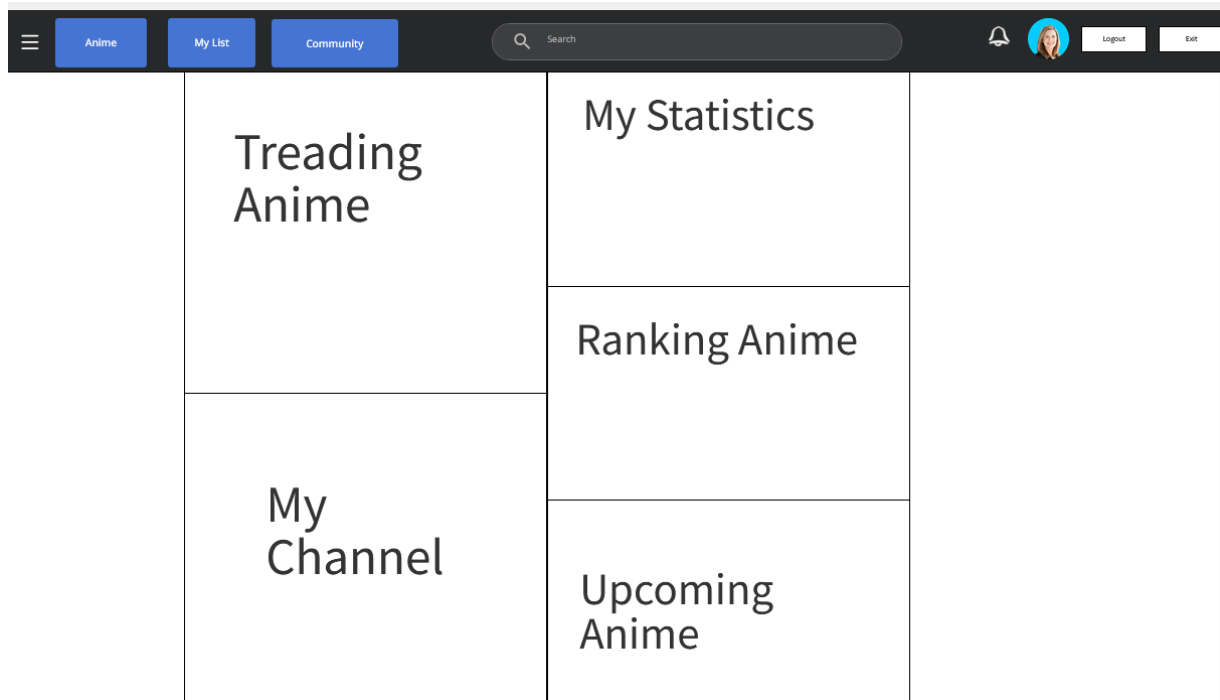 Anime
My List
Community
Search
Logout
Exit
Treading
Anime
My
Channel
My Statistics
Ranking Anime
Upcoming
Anime